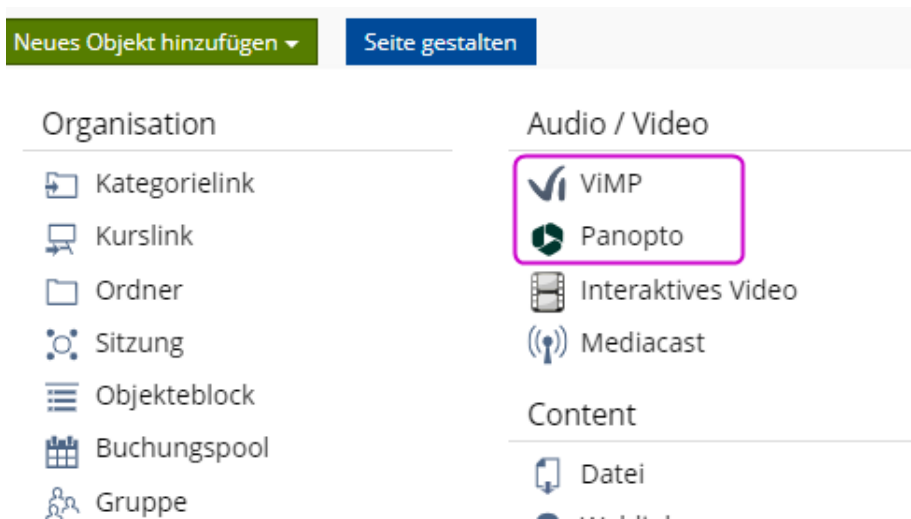 Neues Objekt hinzufügen
Seite gestalten
Organisation
Kategorielink
Kurslink
Ordner
Sitzung
Objekteblock
Buchungspool
Gruppe
Audio / Video
ViMP
Panopto
Interaktives Video
Mediacast
Content
Datei